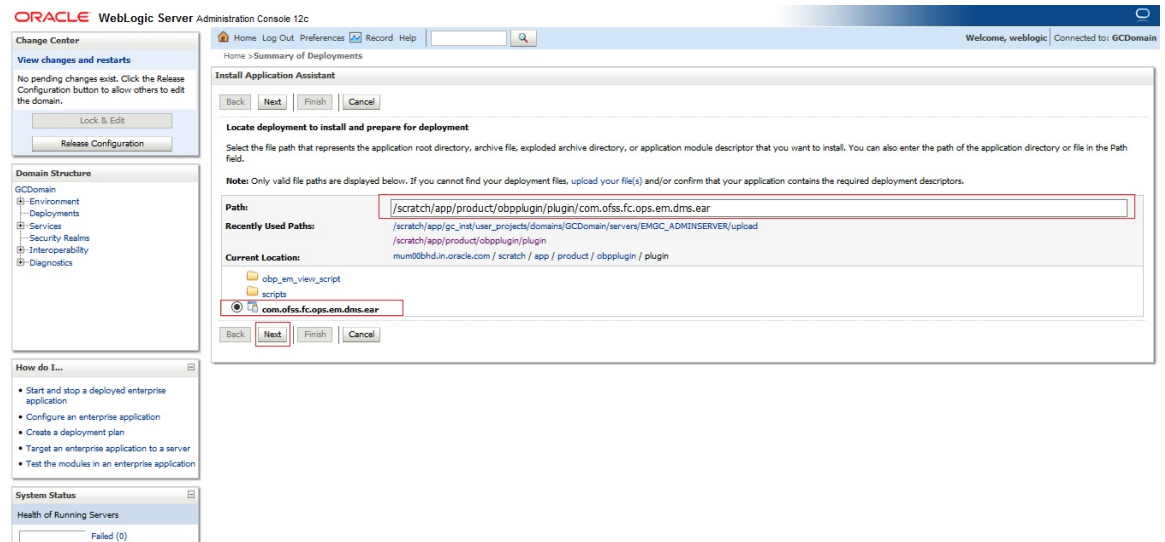 ORACLE WebLogic Server Administration Console 12c
Change Center
View changes and restarts
No pending changes exist. Click the Release
Configuration button to allow others to edit
the domain.
Lock & Edit
Release Configuration
Domain Structure
GCDomain
Environment
Deployments
Services
Security Realms
Interoperability
Diagnostics
How do I...
Start and stop a deployed enterprise
application
Configure an enterprise application
Create a deployment plan
Target an enterprise application to a server
Test the modules in an enterprise application
System Status
Health of Running Servers
Failed (0)
Home Log Out Preferences Record Help
Welcome, weblogic Connected to: GCDomain
Home >Summary of Deployments
Install Application Assistant
Back Next Finish Cancel
Locate deployment to install and prepare for deployment
Select the file path that represents the application root directory, archive file, exploded archive directory, or application module descriptor that you want to install. You can also enter the path of the application directory or file in the Path
field.
Note: Only valid file paths are displayed below. If you cannot find your deployment files, upload your file(s) and/or confirm that your application contains the required deployment descriptors.
Path: /scratch/app/product/obpplugin/plugin/com.ofss.fc.ops.em.dms.ear
Recently Used Paths: /scratch/app/gc_inst/user_projects/domains/GCDomain/servers/EMGC_ADMINSERVER/upload
/scratch/app/product/obpplugin/plugin
Current Location: mum00bhd.in.oracle.com / scratch / app / product / obpplugin / plugin
obp_em_view_script
scripts
com.ofss.fc.ops.em.dms.ear
Back Next Finish Cancel